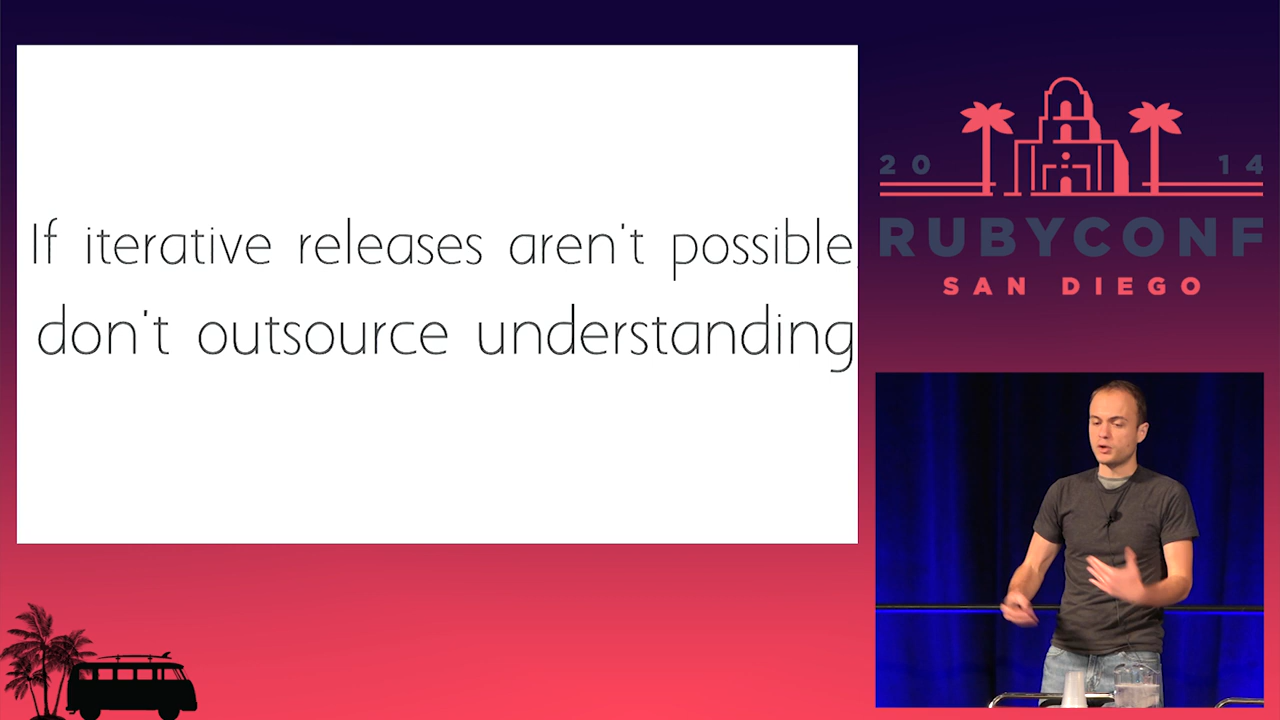 If iterative releases aren't possible,
don't outsource understanding
20 14
RUBYCONF
SAN DIEGO